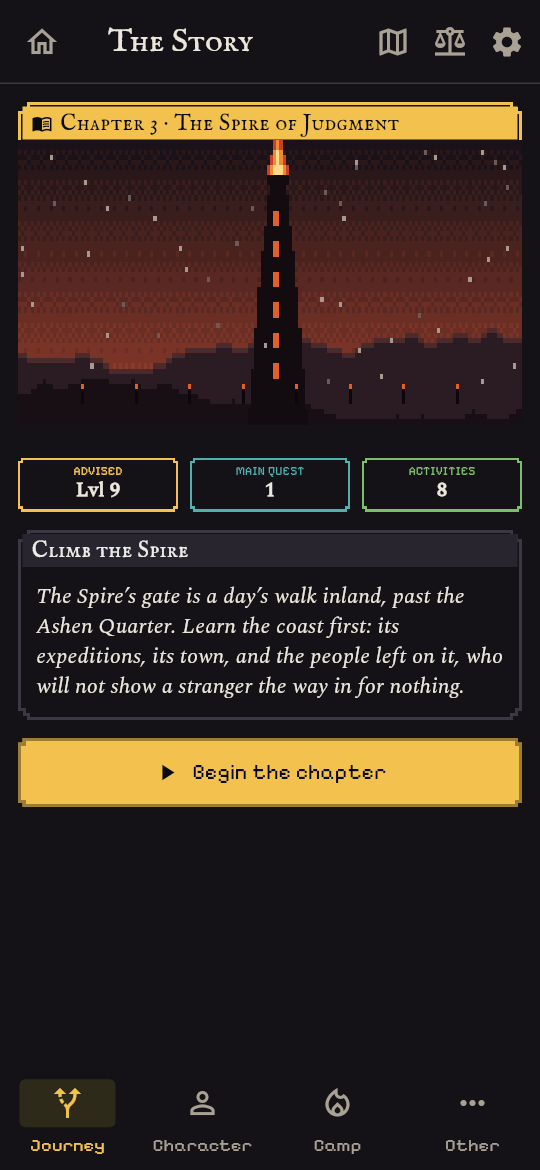 The Story
Chapter 3 · The Spire of Judgment
ADVISED
Lvl 9
MAIN QUEST
1
ACTIVITIES
8
Climb the Spire
The Spire's gate is a day's walk inland, past the
Ashen Quarter. Learn the coast first: its
expeditions, its town, and the people left on it, who
will not show a stranger the way in for nothing.
Begin the chapter
Journey
Character
Camp
Other